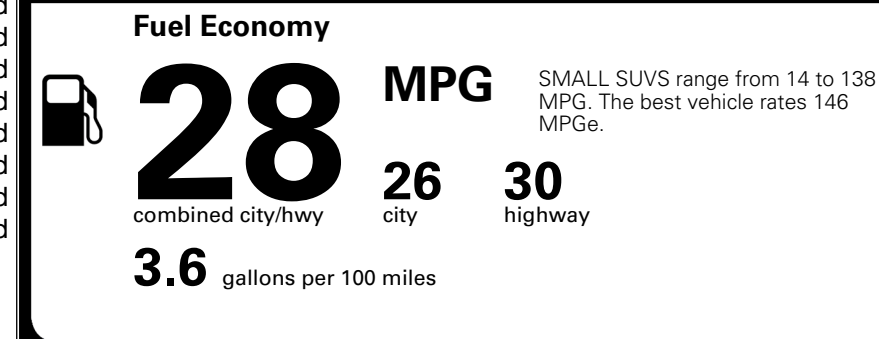 d
d
d
d
d
d
d
d
Fuel Economy
28
MPG
SMALL SUVS range from 14 to 138
MPG. The best vehicle rates 146
MPGe.
26 30
combined city/hwy city highway
3.6 gallons per 100 miles